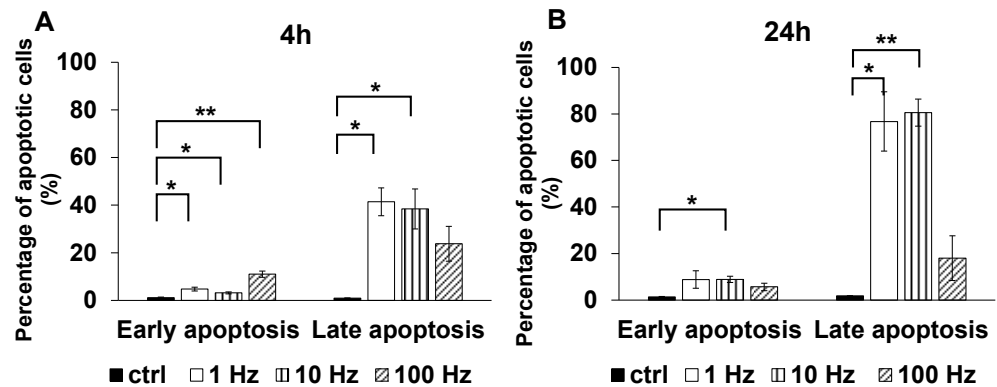 A
4h
Percentage of apoptotic cells
(%)
100
80
60
40
20
0
**
*
*
*
*
Early apoptosis Late apoptosis
ctrl 1 Hz 10 Hz 100 Hz
B
24h
Percentage of apoptotic cells
(%)
100
80
60
40
20
0
**
*
*
Early apoptosis Late apoptosis
ctrl 1 Hz 10 Hz 100 Hz